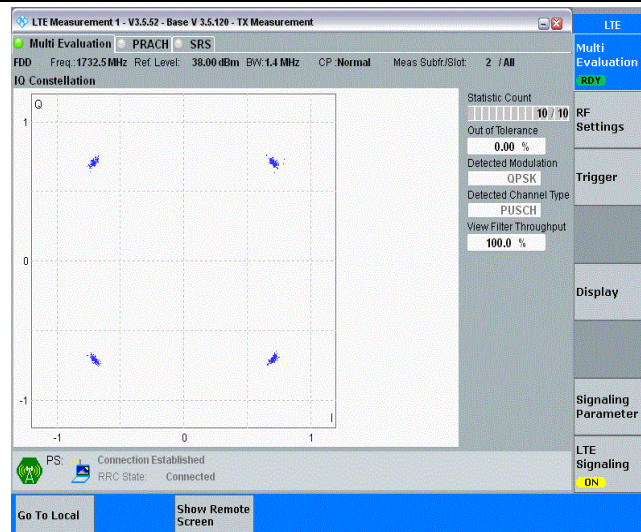 LTE Measurement 1 - V3.5.52 - Base V 3.5.120 - TX Measurement
LTE
Multi Evaluation PRACH SRS
Multi Evaluation
RDY
FDD Freq.:1732.5 MHz Ref. Level: 38.00 dBm BW:1.4 MHz CP :Normal Meas Subfr./Slot: 2 / All
IQ Constellation
Q
1
0
-1
-1 0 1
I
Statistic Count
10 / 10
Out of Tolerance
0.00 %
Detected Modulation
QPSK
Detected Channel Type
PUSCH
View Filter Throughput
100.0 %
RF Settings
Trigger
Display
Signaling Parameter
LTE Signaling
ON
PS: Connection Established
RRC State: Connected
Go To Local
Show Remote Screen